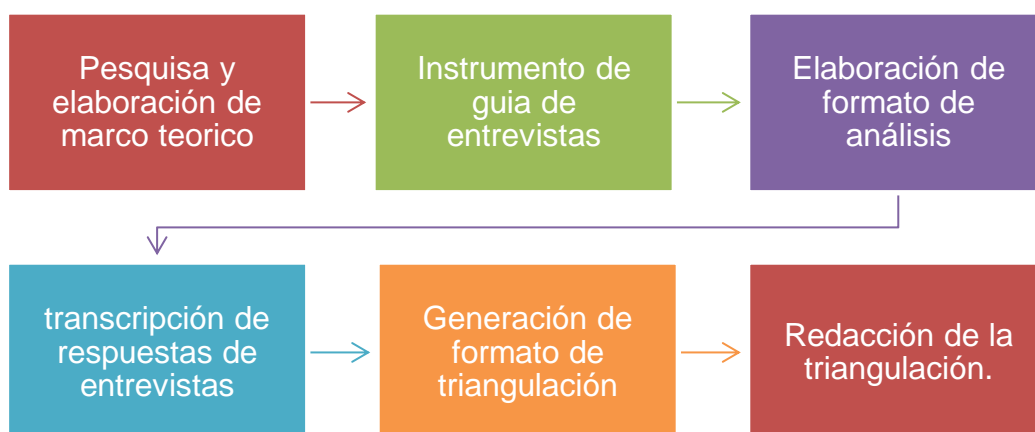 Pesquisa y
elaboración de
marco teorico
Instrumento de
guia de
entrevistas
Elaboración de
formato de
análisis
transcripción de
respuestas de
entrevistas
Generación de
formato de
triangulación
Redacción de la
triangulación.